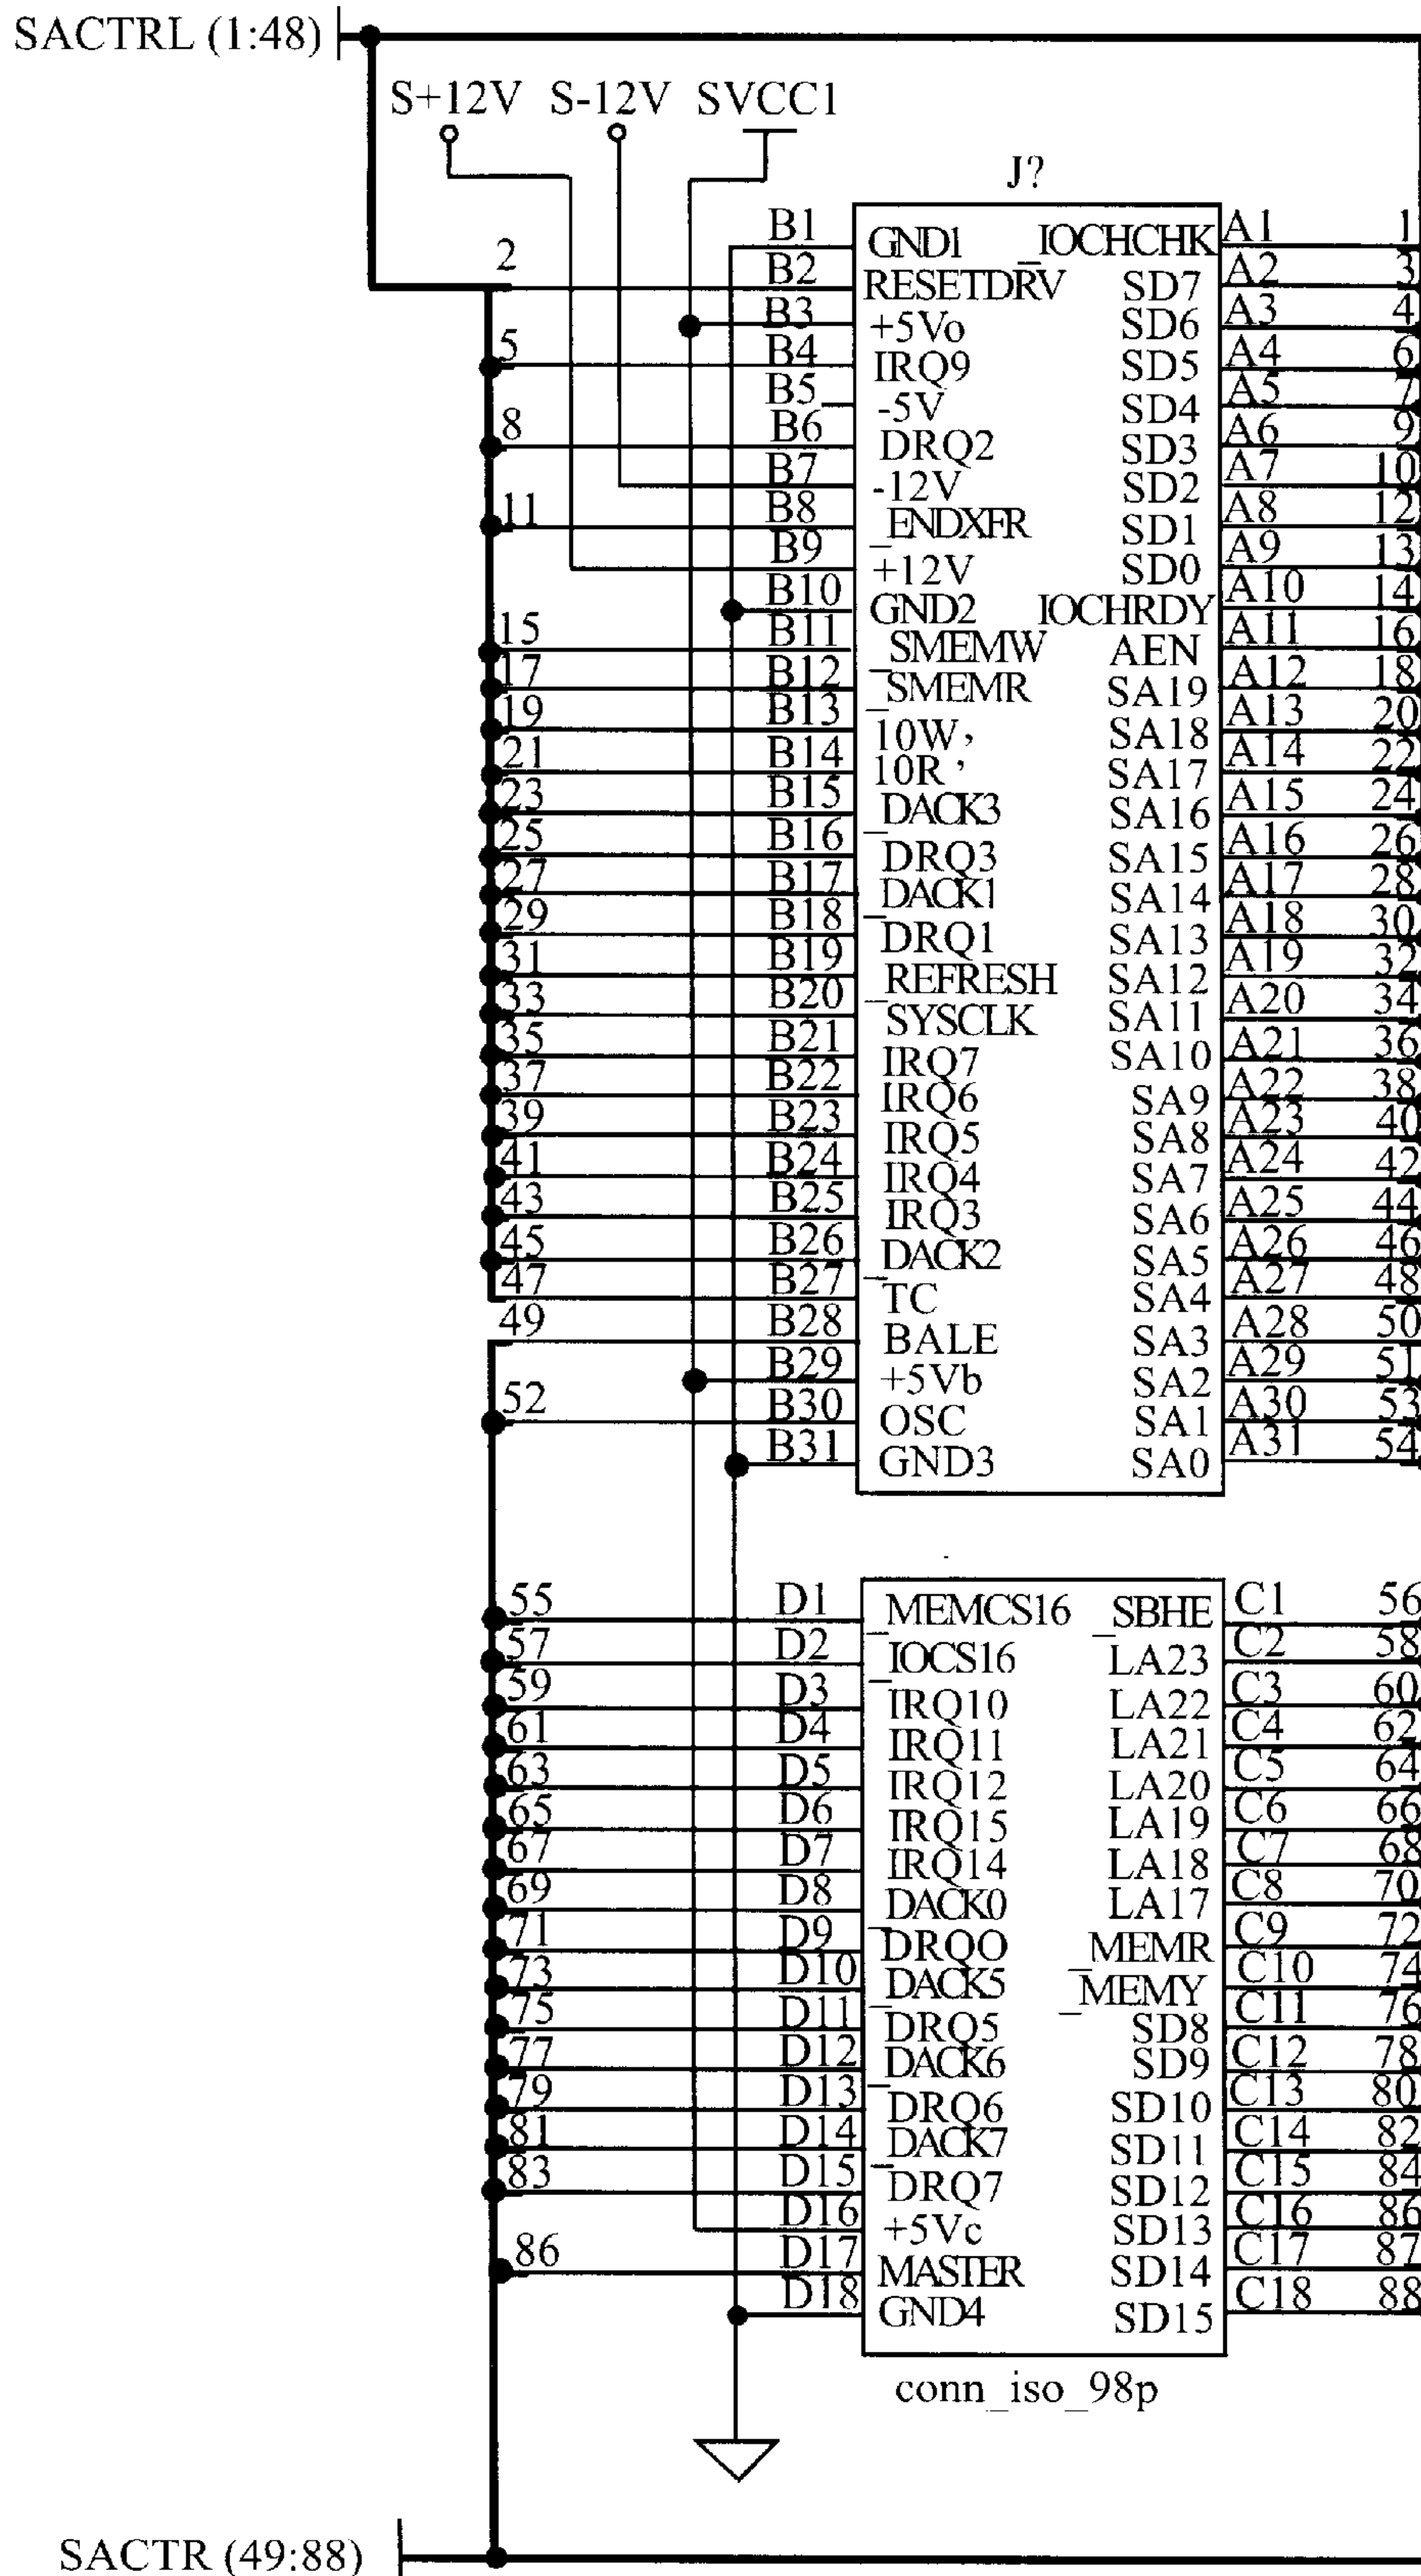 SACTRL (1:48)
S+12V S-12V SVCC1
J?
B1 GND1 _IOCHCHK A1 1
2 B2 RESETDRV SD7 A2 3
B3 +5Vo SD6 A3 4
5 B4 IRQ9 SD5 A4 6
B5 -5V SD4 A5 7
8 B6 DRQ2 SD3 A6 9
B7 -12V SD2 A7 10
11 B8 _ENDXFR SD1 A8 12
B9 +12V SD0 A9 13
B10 GND2 IOCHRDY A10 14
15 B11 _SMEMW AEN A11 16
17 B12 _SMEMR SA19 A12 18
19 B13 10W, SA18 A13 20
21 B14 10R, SA17 A14 22
23 B15 _DACK3 SA16 A15 24
25 B16 DRQ3 SA15 A16 26
27 B17 _DACK1 SA14 A17 28
29 B18 DRQ1 SA13 A18 30
31 B19 _REFRESH SA12 A19 32
33 B20 SYSCLK SA11 A20 34
35 B21 IRQ7 SA10 A21 36
37 B22 IRQ6 SA9 A22 38
39 B23 IRQ5 SA8 A23 40
41 B24 IRQ4 SA7 A24 42
43 B25 IRQ3 SA6 A25 44
45 B26 _DACK2 SA5 A26 46
47 B27 TC SA4 A27 48
49 B28 BALE SA3 A28 50
B29 +5Vb SA2 A29 51
52 B30 OSC SA1 A30 53
B31 GND3 SA0 A31 54
55 D1 _MEMCS16 _SBHE C1 56
57 D2 _IOCS16 LA23 C2 58
59 D3 IRQ10 LA22 C3 60
61 D4 IRQ11 LA21 C4 62
63 D5 IRQ12 LA20 C5 64
65 D6 IRQ15 LA19 C6 66
67 D7 IRQ14 LA18 C7 68
69 D8 _DACK0 LA17 C8 70
71 D9 DRQO _MEMR C9 72
73 D10 _DACK5 _MEMY C10 74
75 D11 DRQ5 SD8 C11 76
77 D12 _DACK6 SD9 C12 78
79 D13 DRQ6 SD10 C13 80
81 D14 _DACK7 SD11 C14 82
83 D15 DRQ7 SD12 C15 84
D16 +5Vc SD13 C16 86
86 D17 MASTER SD14 C17 87
D18 GND4 SD15 C18 88
conn_iso_98p
SACTR (49:88)